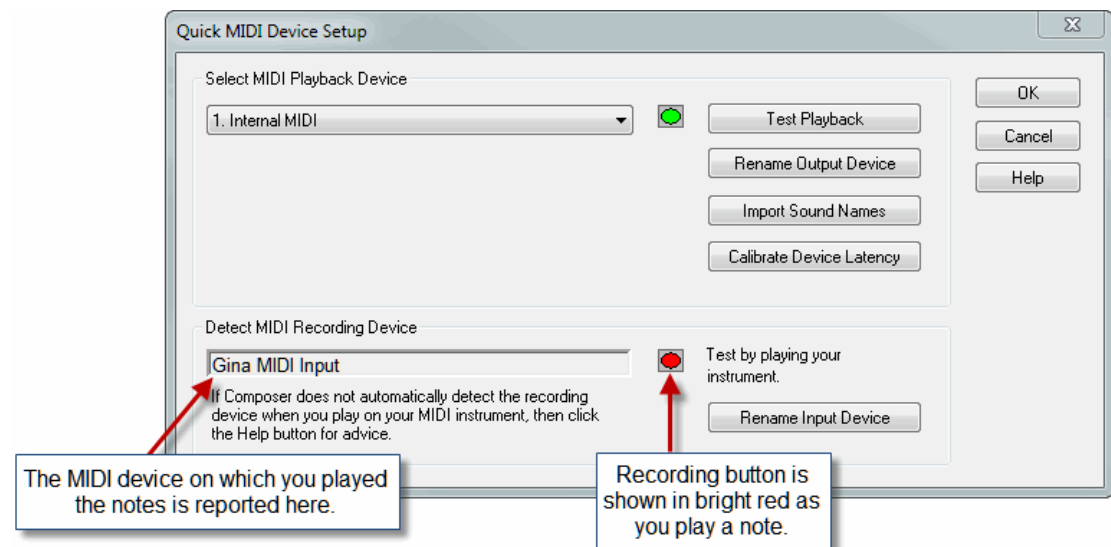 Quick MIDI Device Setup
Select MIDI Playback Device
1. Internal MIDI
Test Playback
Rename Output Device
Import Sound Names
Calibrate Device Latency
OK
Cancel
Help
Detect MIDI Recording Device
Gina MIDI Input
If Composer does not automatically detect the recording
device when you play on your MIDI instrument, then click
the Help button for advice.
Test by playing your
instrument.
Rename Input Device
The MIDI device on which you played
the notes is reported here.
Recording button is
shown in bright red as
you play a note.